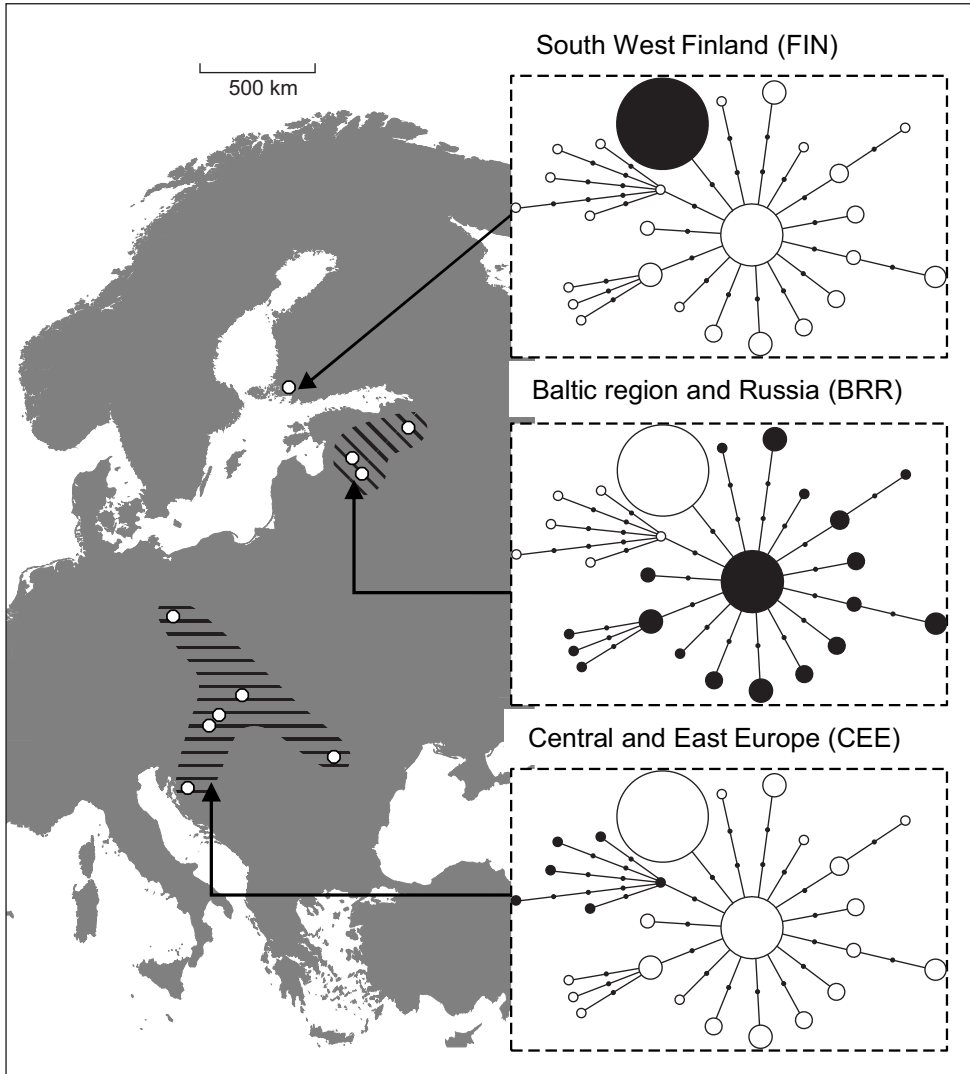 South West Finland (FIN)
500 km
Baltic region and Russia (BRR)
Central and East Europe (CEE)